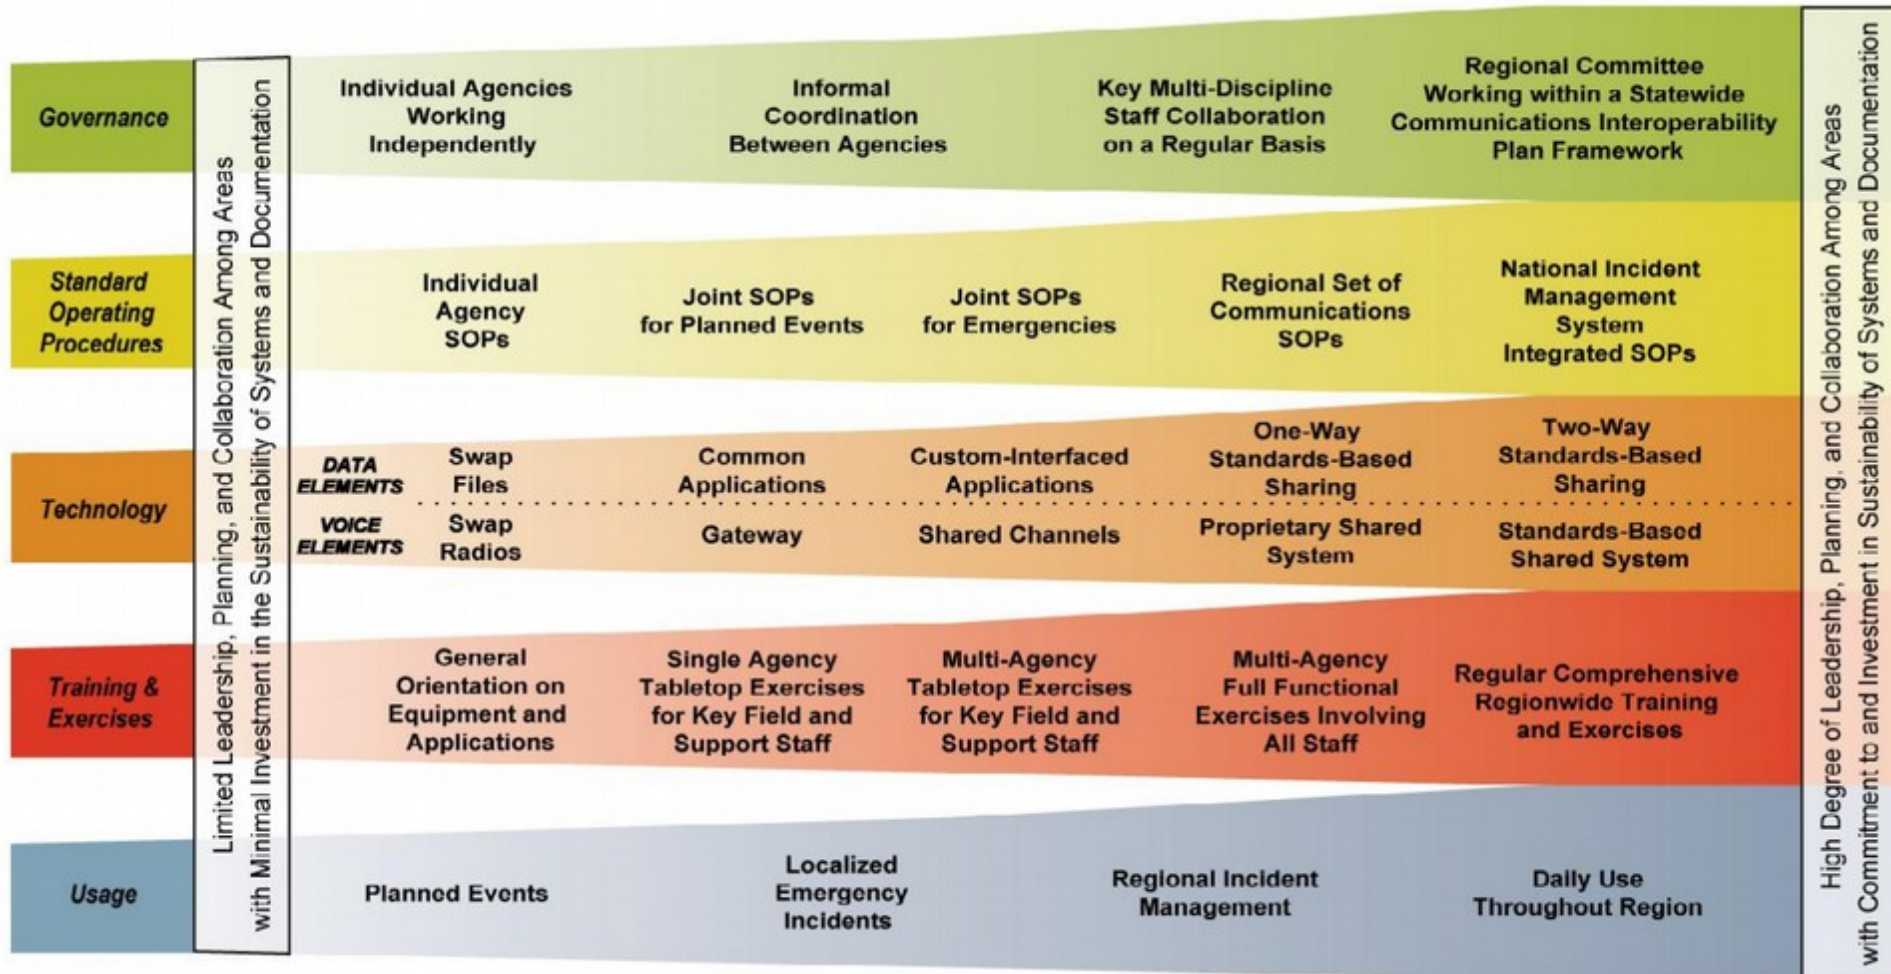 Governance
Limited Leadership, Planning, and Collaboration Among Areas
with Minimal Investment in the Sustainability of Systems and Documentation
Individual Agencies
Working
Independently
Informal
Coordination
Between Agencies
Key Multi-Discipline
Staff Collaboration
on a Regular Basis
Regional Committee
Working within a Statewide
Communications Interoperability
Plan Framework
High Degree of Leadership, Planning, and Collaboration Among Areas
with Commitment to and Investment in Sustainability of Systems and Documentation
Standard
Operating
Procedures
Individual
Agency
SOPs
Joint SOPs
for Planned Events
Joint SOPs
for Emergencies
Regional Set of
Communications
SOPs
National Incident
Management
System
Integrated SOPs
Technology
DATA
ELEMENTS
Swap
Files
Common
Applications
Custom-Interfaced
Applications
One-Way
Standards-Based
Sharing
Two-Way
Standards-Based
Sharing
VOICE
ELEMENTS
Swap
Radios
Gateway
Shared Channels
Proprietary Shared
System
Standards-Based
Shared System
Training &
Exercises
General
Orientation on
Equipment and
Applications
Single Agency
Tabletop Exercises
for Key Field and
Support Staff
Multi-Agency
Tabletop Exercises
for Key Field and
Support Staff
Multi-Agency
Full Functional
Exercises Involving
All Staff
Regular Comprehensive
Regionwide Training
and Exercises
Usage
Planned Events
Localized
Emergency
Incidents
Regional Incident
Management
Daily Use
Throughout Region